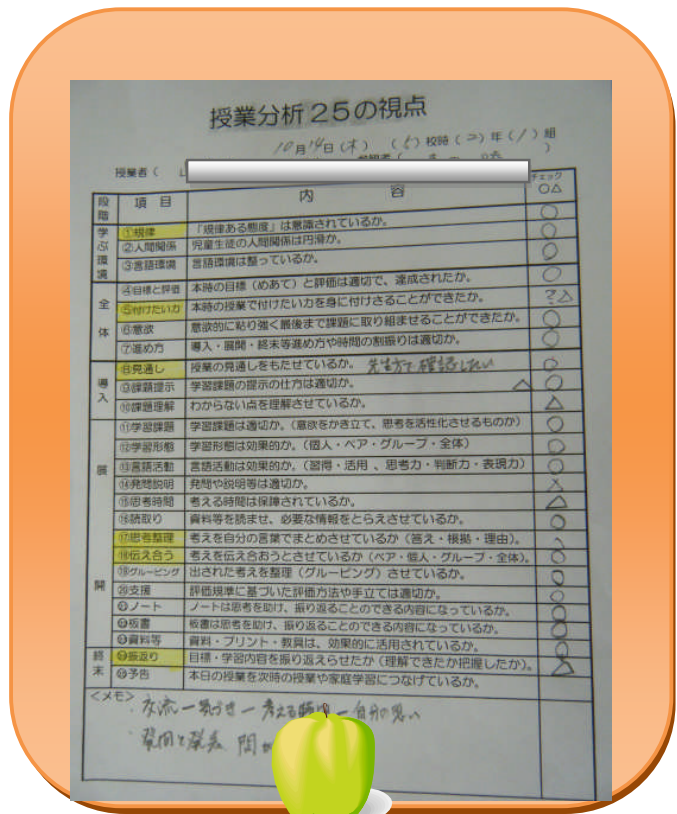 授業分析25の視点
10月14日(木) (5)校時(2)年(1)組
授業者(
)
段階 項目 内容 チェック ○△
学ぶ環境
①規律 「規律ある態度」は意識されているか。 ○
②人間関係 児童生徒の人間関係は円滑か。 ○
③言語環境 言語環境は整っているか。 ○
全体
④目標と評価 本時の目標(めあて)と評価は適切で、達成されたか。 ○
⑤付けたい力 本時の授業で付けたい力を身に付けさることができたか。 ?△
⑥意欲 意欲的に粘り強く最後まで課題に取り組ませることができたか。 ○
⑦進め方 導入・展開・終末等進め方や時間の割振りは適切か。 ○
導入
⑧見通し 授業の見通しをもたせているか。 ○
⑨課題提示 学習課題の提示の仕方は適切か。 ○
⑩課題理解 わからない点を理解させているか。 △
展開
⑪学習課題 学習課題は適切か。(意欲をかき立て、思考を活性化させるものか) ○
⑫学習形態 学習形態は効果的か。(個人・ペア・グループ・全体) ○
⑬言語活動 言語活動は効果的か。(習得・活用、思考力・判断力・表現力) ○
⑭発問説明 発問や説明等は適切か。
⑮思考時間 考える時間は保障されているか。 △
⑯読取り 資料等を読ませ、必要な情報をとらえさせているか。 ○
⑰思考整理 考えを自分の言葉でまとめさせているか(答え・根拠・理由)。
⑱伝え合う 考えを伝え合おうとさせているか(ペア・個人・グループ・全体)。 ○
⑲グルーピング 出された考えを整理(グルーピング)させているか。 ○
⑳支援 評価規準に基づいた評価方法や手立ては適切か。 ○
㉑ノート ノートは思考を助け、振り返ることのできる内容になっているか。 ○
㉒板書 板書は思考を助け、振り返ることのできる内容になっているか。 ○
㉓資料等 資料・プリント・教具は、効果的に活用されているか。 ○
終末
㉔振返り 目標・学習内容を振り返えらせたか(理解できたか把握したか)。 △
㉕予告 本日の授業を次時の授業や家庭学習につなげているか。
<メモ>
・交流ー気づきー考える時間ー自分の思い